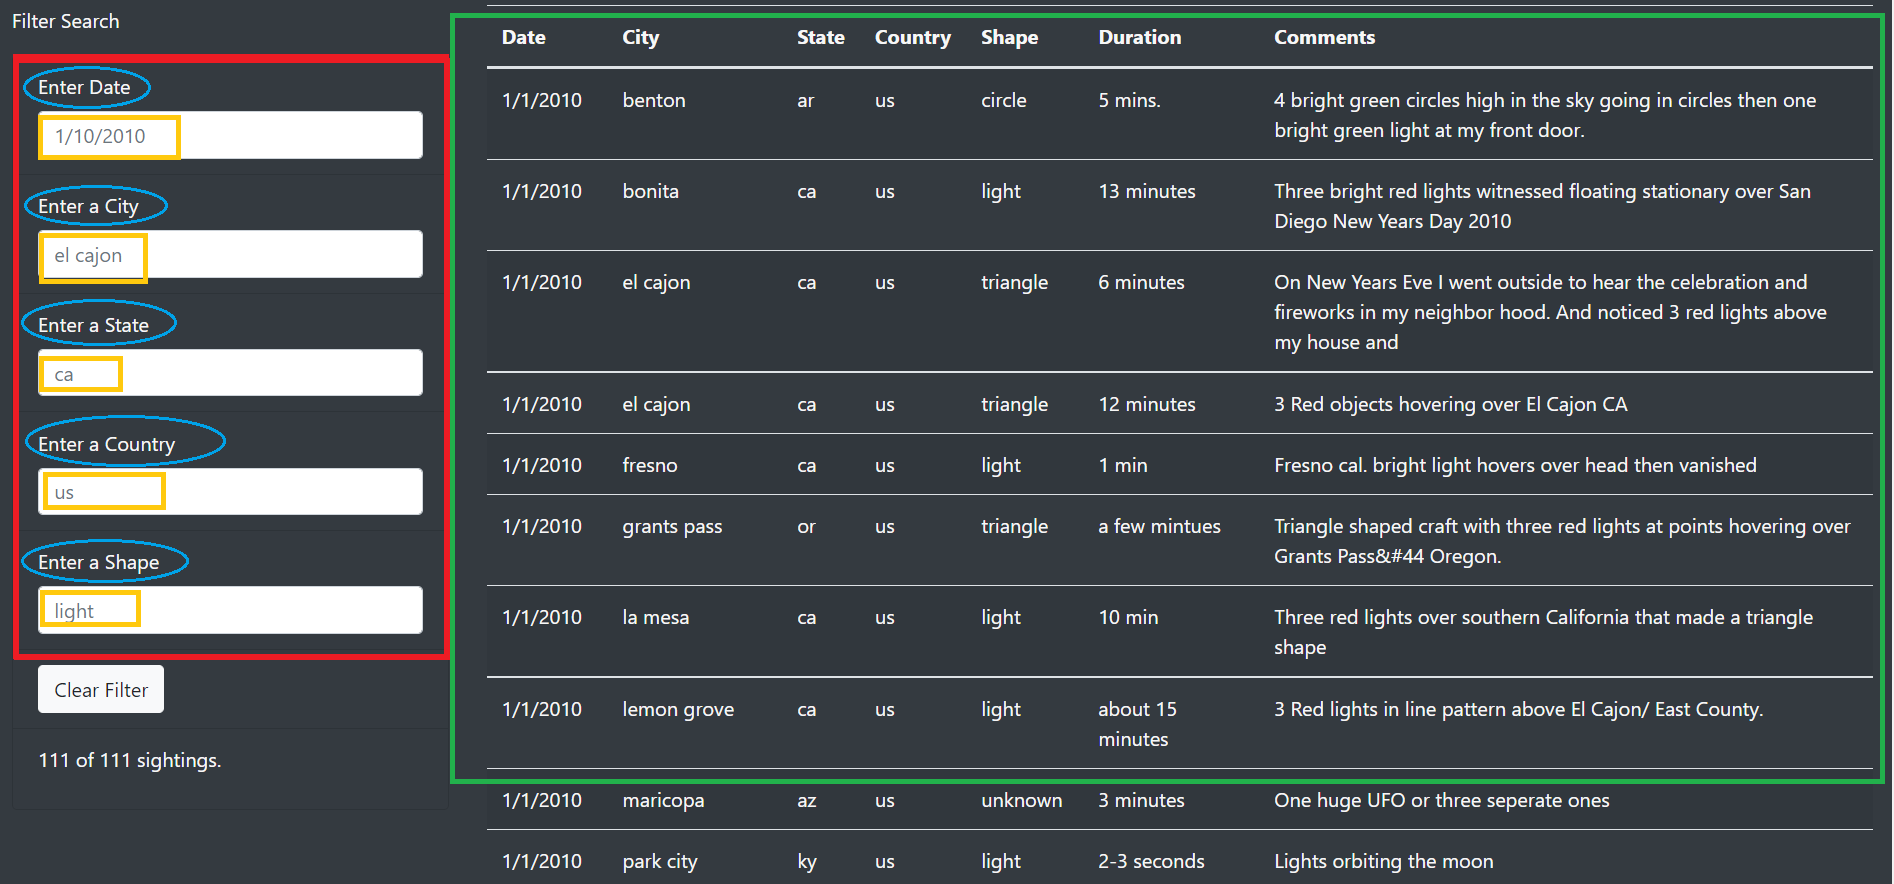 Filter Search
Enter Date
1/10/2010
Enter a City
el cajon
Enter a State
ca
Enter a Country
us
Enter a Shape
light
Clear Filter
111 of 111 sightings.
Date City State Country Shape Duration Comments
1/1/2010 benton ar us circle 5 mins. 4 bright green circles high in the sky going in circles then one
bright green light at my front door.
1/1/2010 bonita ca us light 13 minutes Three bright red lights witnessed floating stationary over San
Diego New Years Day 2010
1/1/2010 el cajon ca us triangle 6 minutes On New Years Eve I went outside to hear the celebration and
fireworks in my neighbor hood. And noticed 3 red lights above
my house and
1/1/2010 el cajon ca us triangle 12 minutes 3 Red objects hovering over El Cajon CA
1/1/2010 fresno ca us light 1 min Fresno cal. bright light hovers over head then vanished
1/1/2010 grants pass or us triangle a few mintues Triangle shaped craft with three red lights at points hovering over
Grants Pass&#44 Oregon.
1/1/2010 la mesa ca us light 10 min Three red lights over southern California that made a triangle
shape
1/1/2010 lemon grove ca us light about 15 3 Red lights in line pattern above El Cajon/ East County.
minutes
1/1/2010 maricopa az us unknown 3 minutes One huge UFO or three seperate ones
1/1/2010 park city ky us light 2-3 seconds Lights orbiting the moon